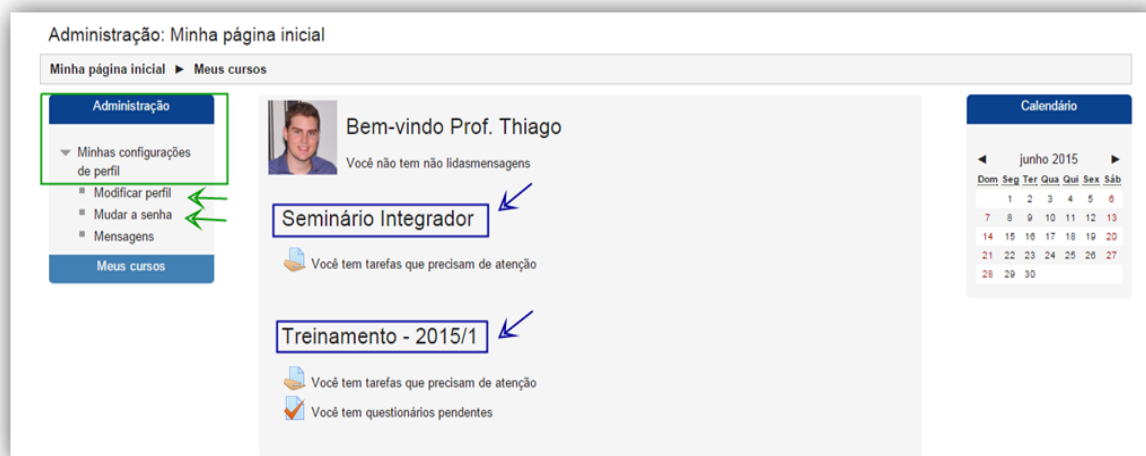 Administração: Minha página inicial
Minha página inicial ► Meus cursos
Administração
Minhas configurações
de perfil
Modificar perfil
Mudar a senha
Mensagens
Meus cursos
Bem-vindo Prof. Thiago
Você não tem não lidasmensagens
Seminário Integrador
Você tem tarefas que precisam de atenção
Treinamento - 2015/1
Você tem tarefas que precisam de atenção
Você tem questionários pendentes
Calendário
◄ junho 2015 ►
Dom Seg Ter Qua Qui Sex Sáb
1 2 3 4 5 6
7 8 9 10 11 12 13
14 15 16 17 18 19 20
21 22 23 24 25 26 27
28 29 30